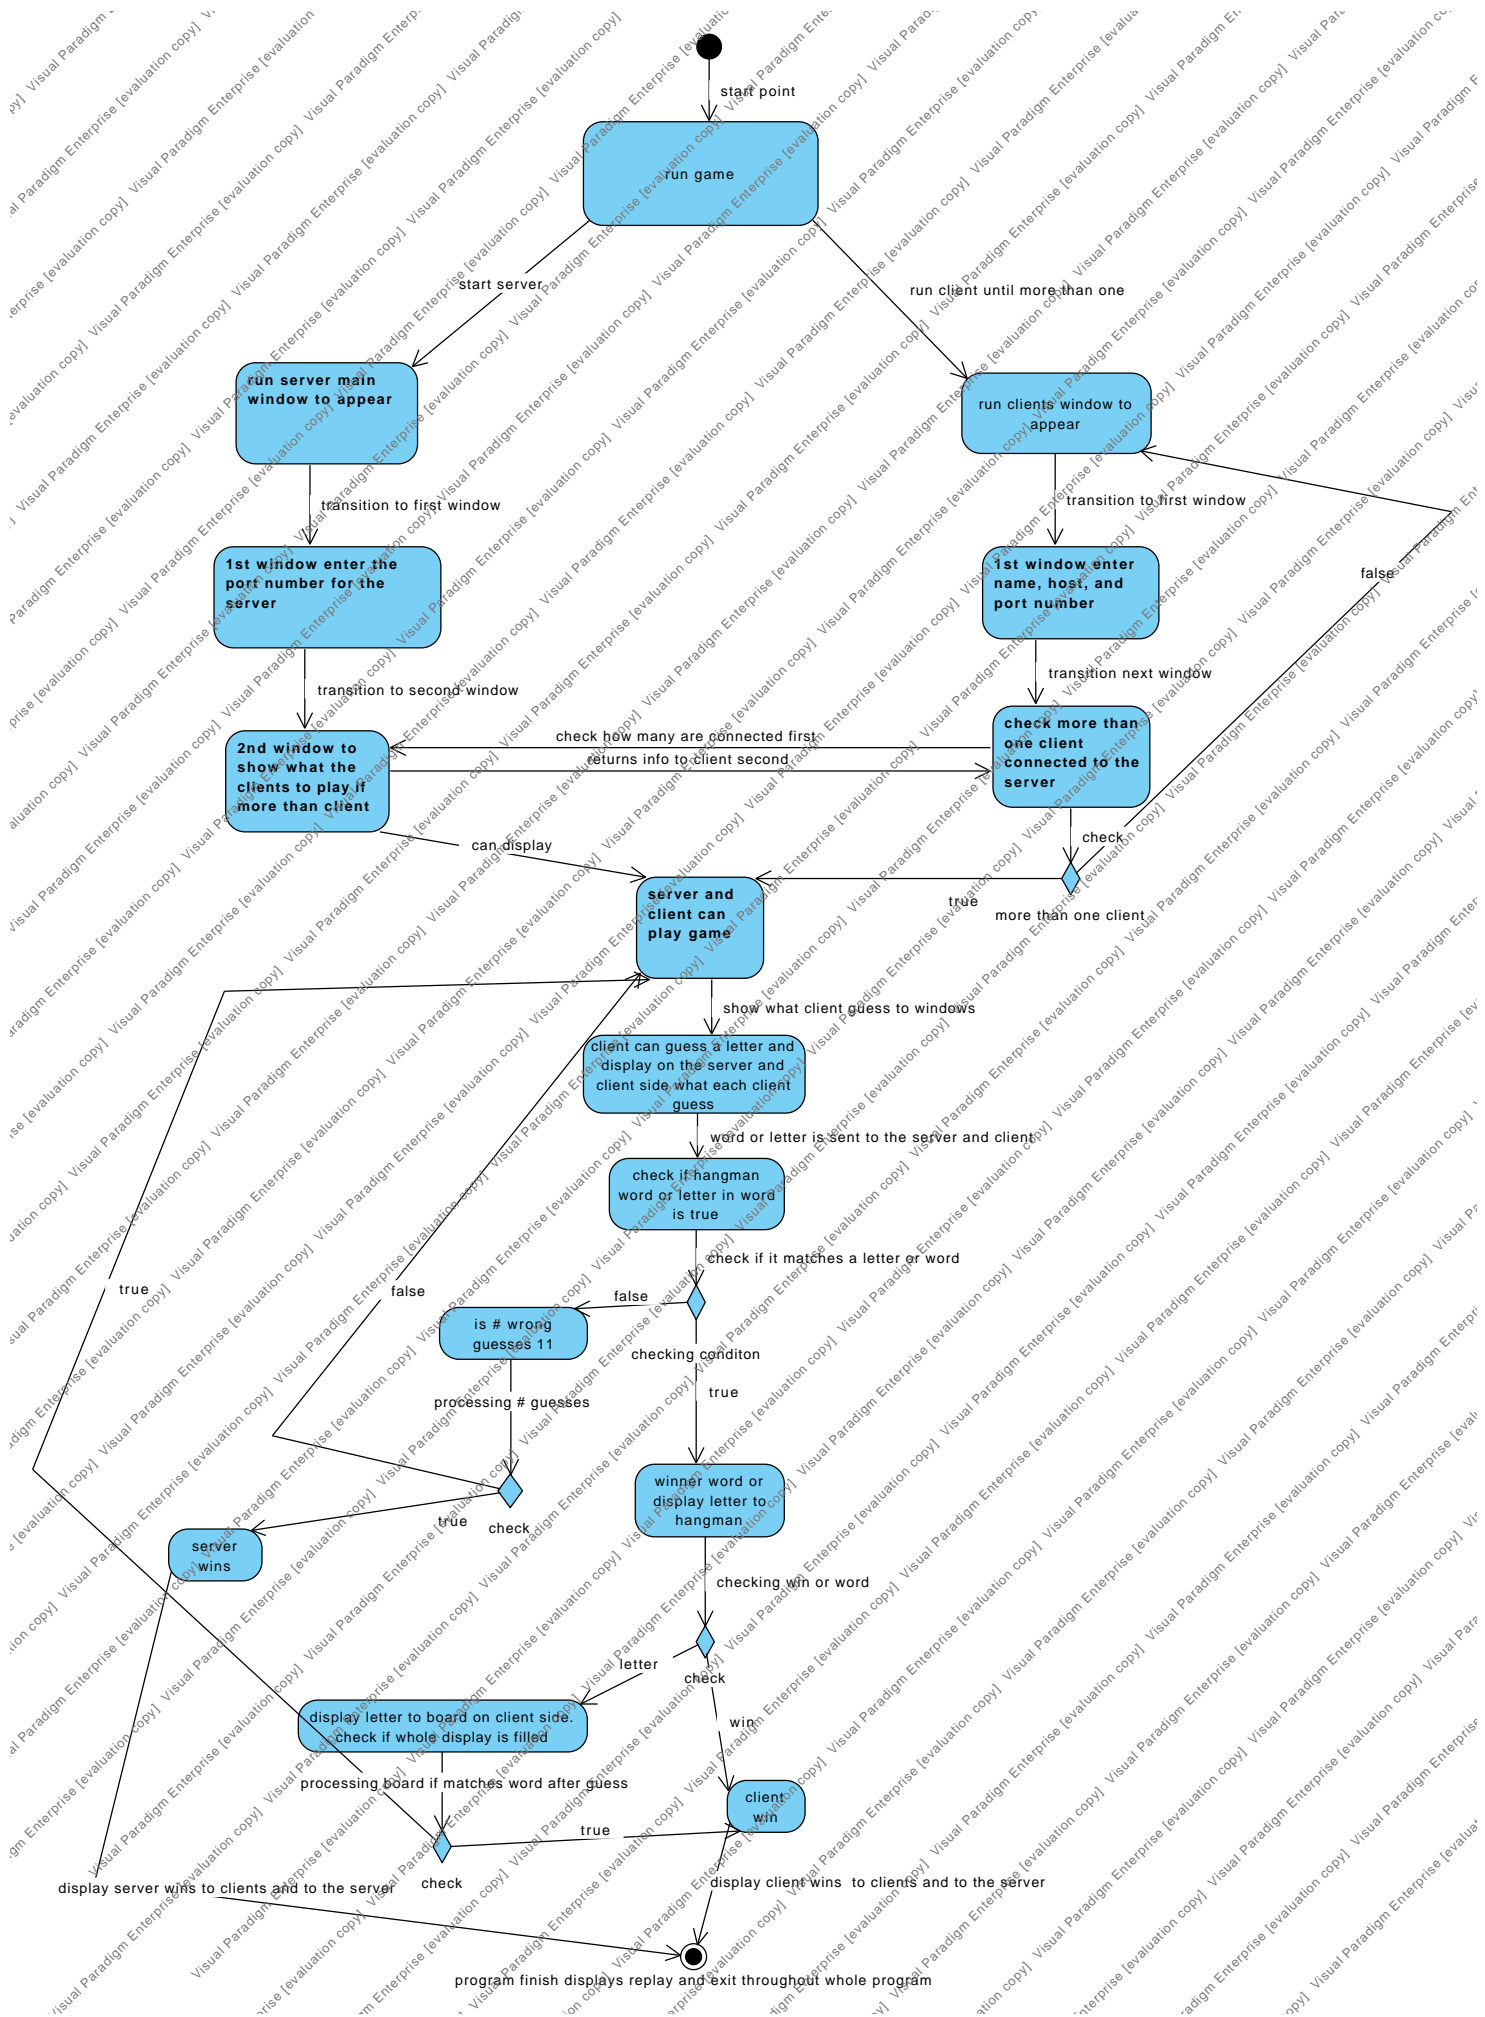 start point
run game
start server
run client until more than one
run server main
window to appear
run clients window to
appear
transition to first window
transition to first window
1st window enter the
port number for the
server
1st window enter
name, host, and
port number
false
transition to second window
transition next window
2nd window to
show what the
clients to play if
more than client
check how many are connected first
returns info to client second
check more than
one client
connected to the
server
can display
check
server and
client can
play game
true
more than one client
show what client guess to windows
client can guess a letter and
display on the server and
client side what each client
guess
word or letter is sent to the server and client
check if hangman
word or letter in word
is true
check if it matches a letter or word
true
false
false
is # wrong
guesses 11
checking conditon
true
processing # guesses
winner word or
display letter to
hangman
true
check
server
wins
checking win or word
letter
check
display letter to board on client side.
check if whole display is filled
win
processing board if matches word after guess
client
win
true
check
display server wins to clients and to the server
display client wins  to clients and to the server
program finish displays replay and exit throughout whole program
Visual Paradigm Enterprise [evaluation copy]